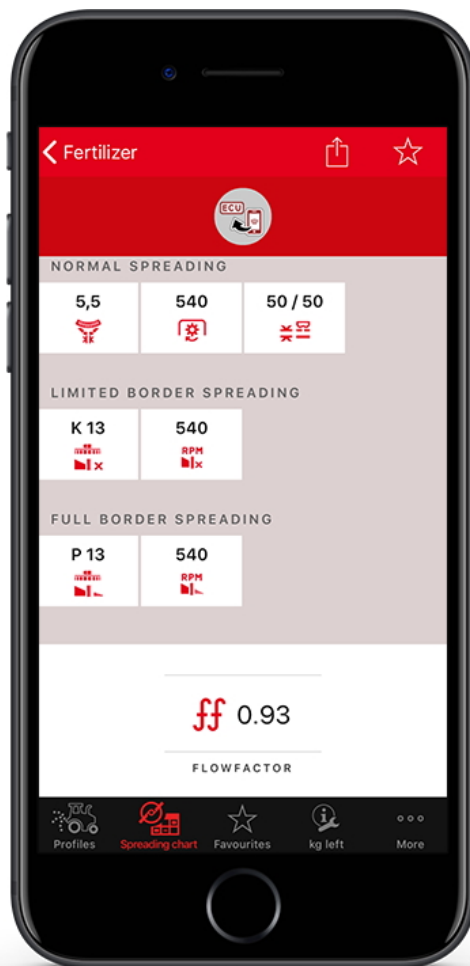 Fertilizer
ECU
NORMAL SPREADING
5,5 540 50 / 50
LIMITED BORDER SPREADING
K 13 540
RPM
FULL BORDER SPREADING
P 13 540
RPM
ff 0.93
FLOWFACTOR
Profiles Spreading chart Favourites kg left More